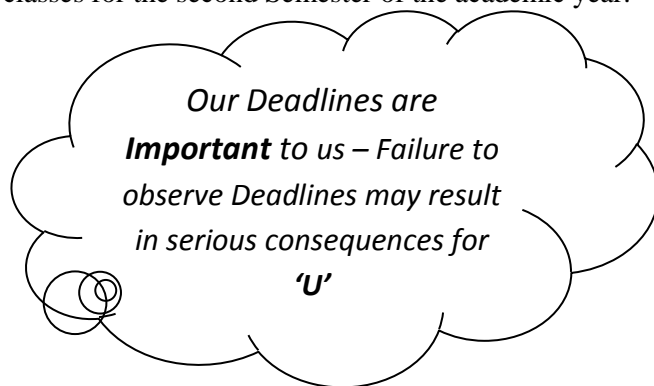 classes for the second Semester of the academic year.
Our Deadlines are
Important to us – Failure to
observe Deadlines may result
in serious consequences for
‘U’